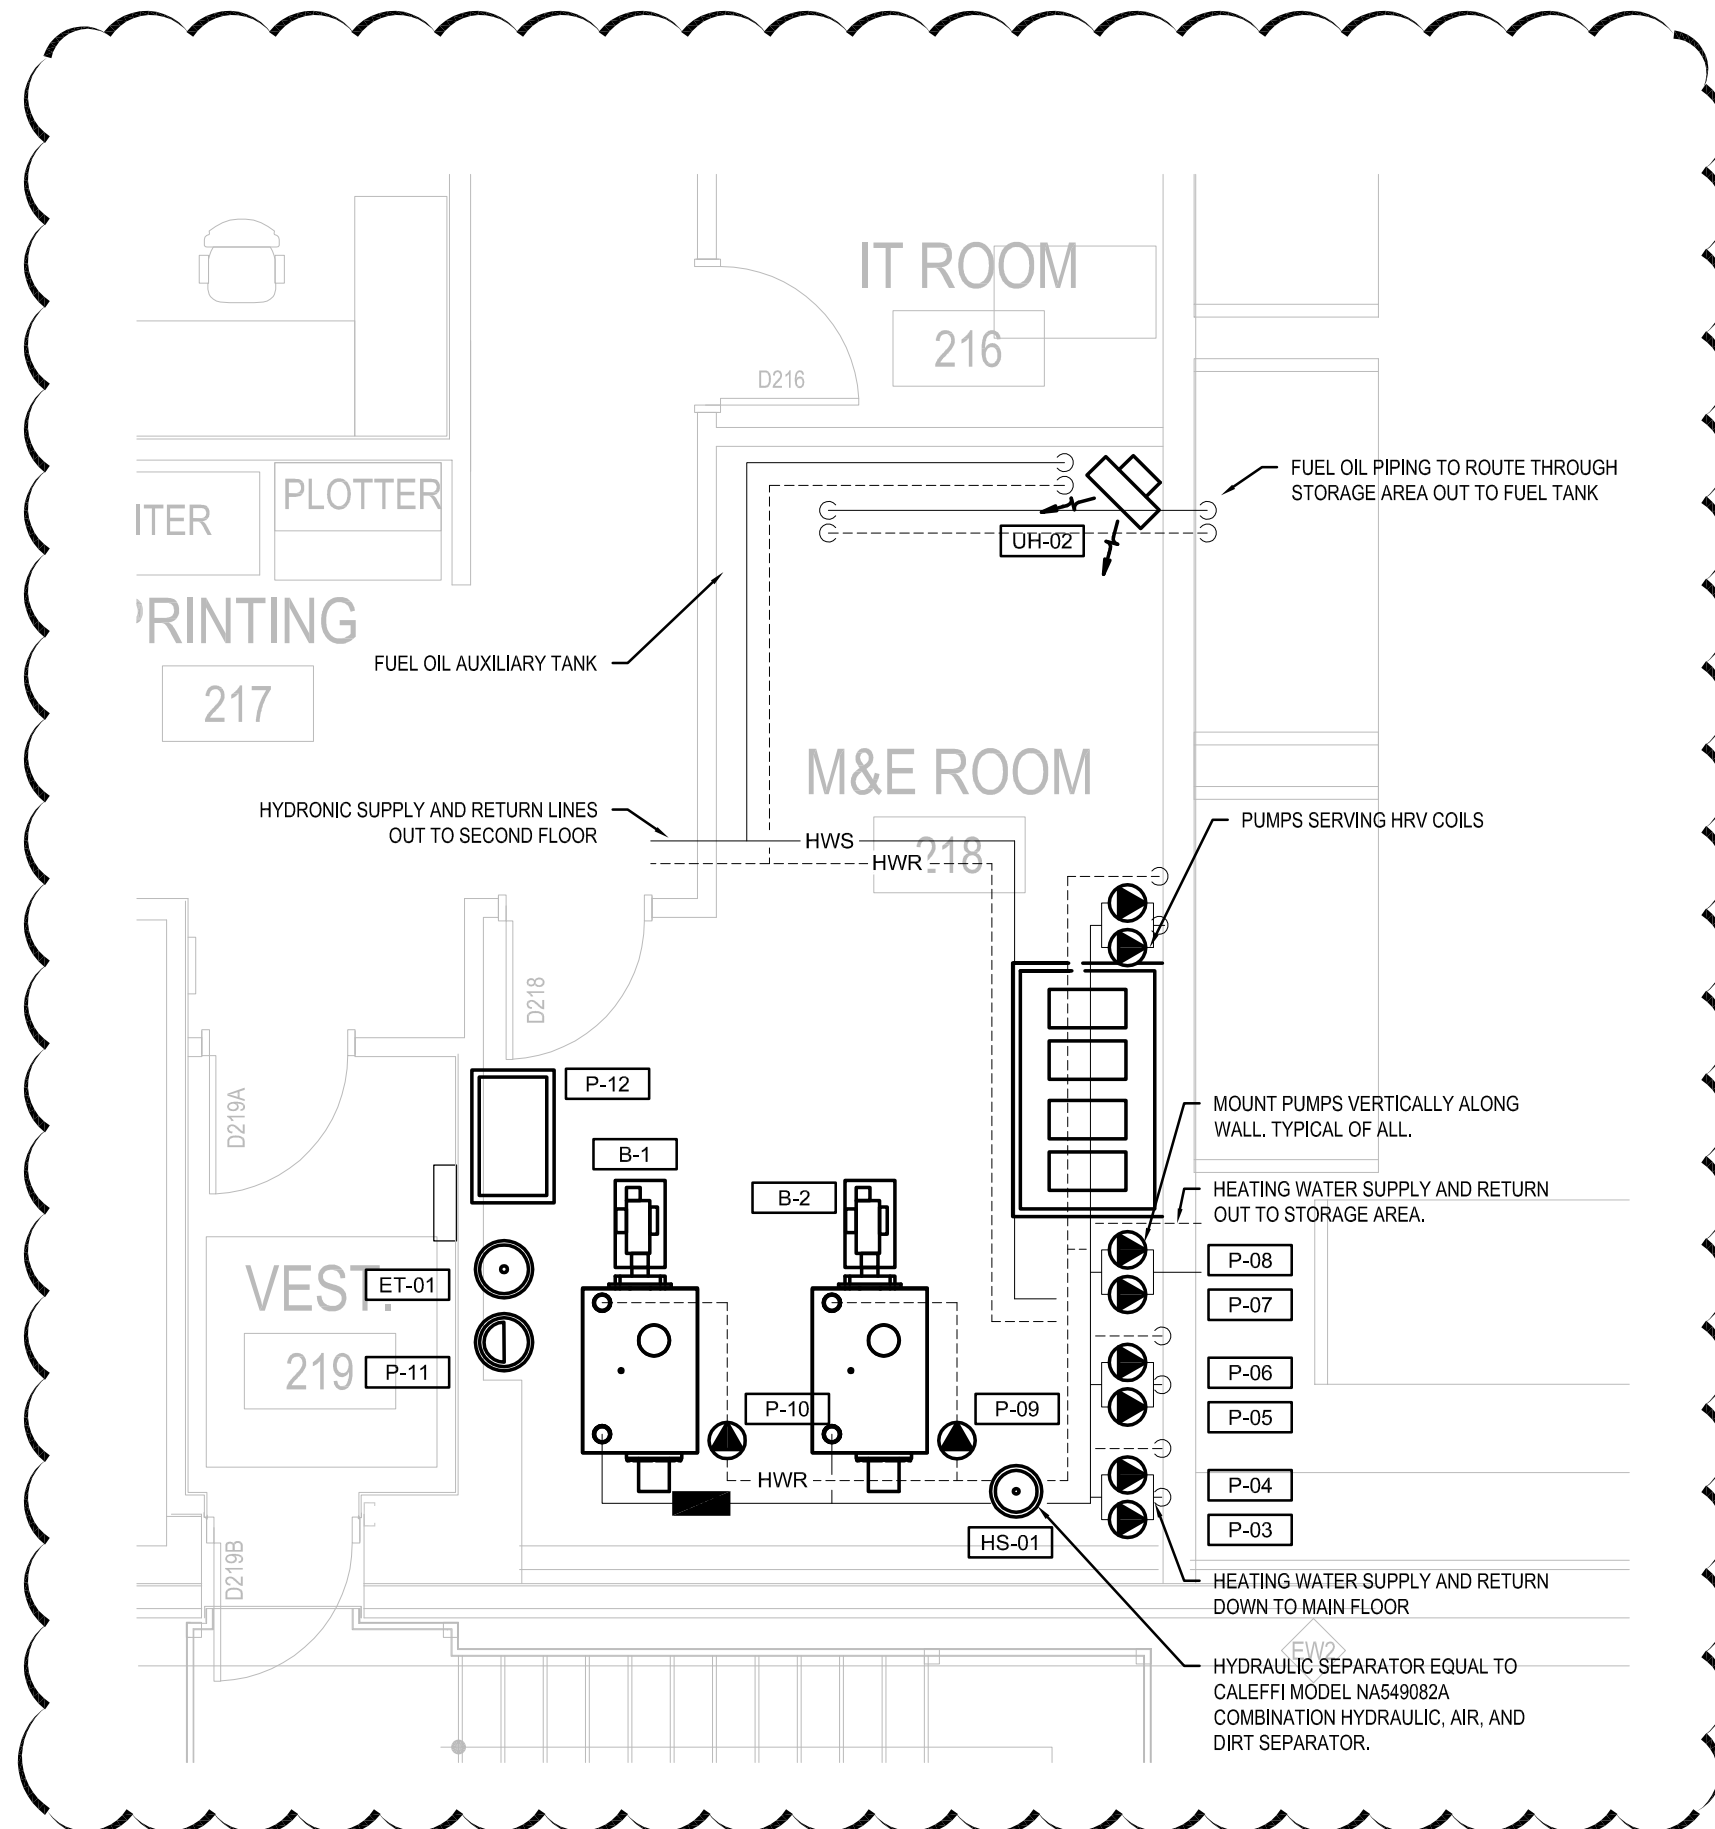 IT ROOM
216
D216
PLOTTER
FUEL OIL PIPING TO ROUTE THROUGH
STORAGE AREA OUT TO FUEL TANK
UH-02
PRINTING
217
FUEL OIL AUXILIARY TANK
M&E ROOM
218
HYDRONIC SUPPLY AND RETURN LINES
OUT TO SECOND FLOOR
HWS
HWR
PUMPS SERVING HRV COILS
D218
D219A
P-12
B-1
B-2
MOUNT PUMPS VERTICALLY ALONG
WALL. TYPICAL OF ALL.
HEATING WATER SUPPLY AND RETURN
OUT TO STORAGE AREA.
VEST.
219
ET-01
P-11
P-08
P-07
P-06
P-05
P-10
P-09
HWR
P-04
P-03
HS-01
D219B
HEATING WATER SUPPLY AND RETURN
DOWN TO MAIN FLOOR
EW2
HYDRAULIC SEPARATOR EQUAL TO
CALEFFI MODEL NA549082A
COMBINATION HYDRAULIC, AIR, AND
DIRT SEPARATOR.